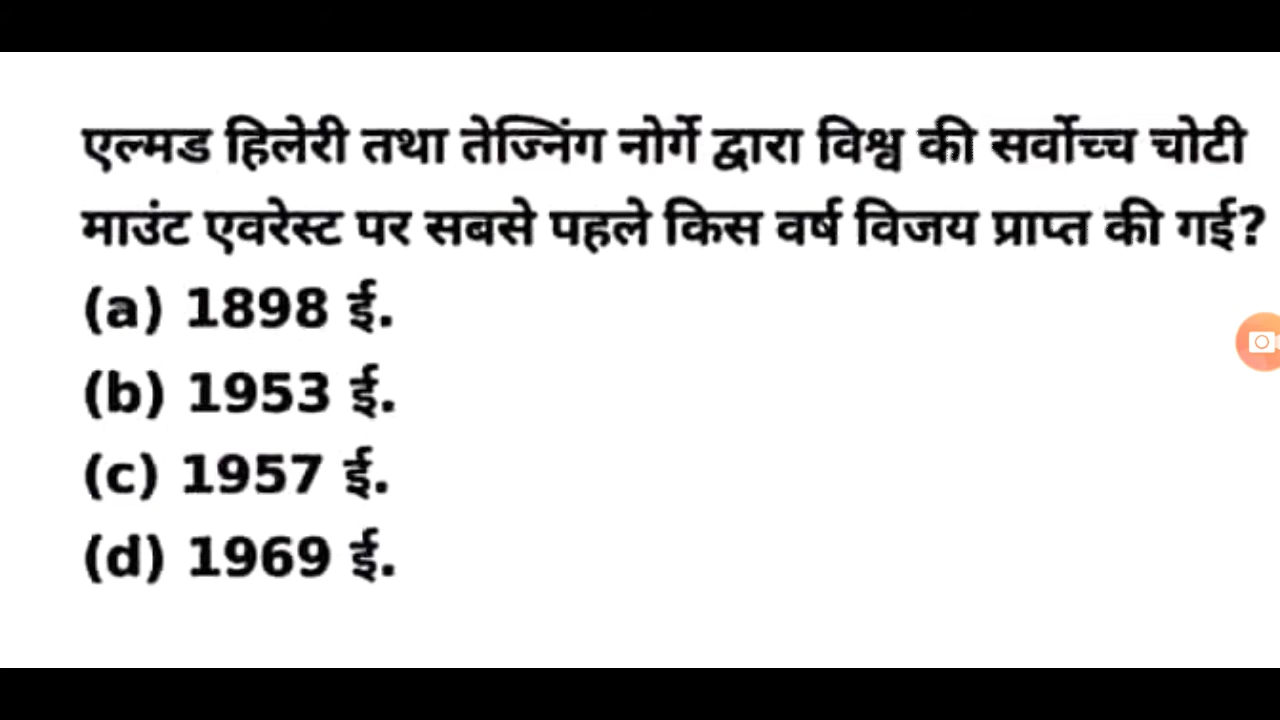 एल्मड हिलेरी तथा तेज्निंग नोर्गे द्वारा विश्व की सर्वोच्च चोटी
माउंट एवरेस्ट पर सबसे पहले किस वर्ष विजय प्राप्त की गई?
(a) 1898 ई.
(b) 1953 ई.
(c) 1957 ई.
(d) 1969 ई.